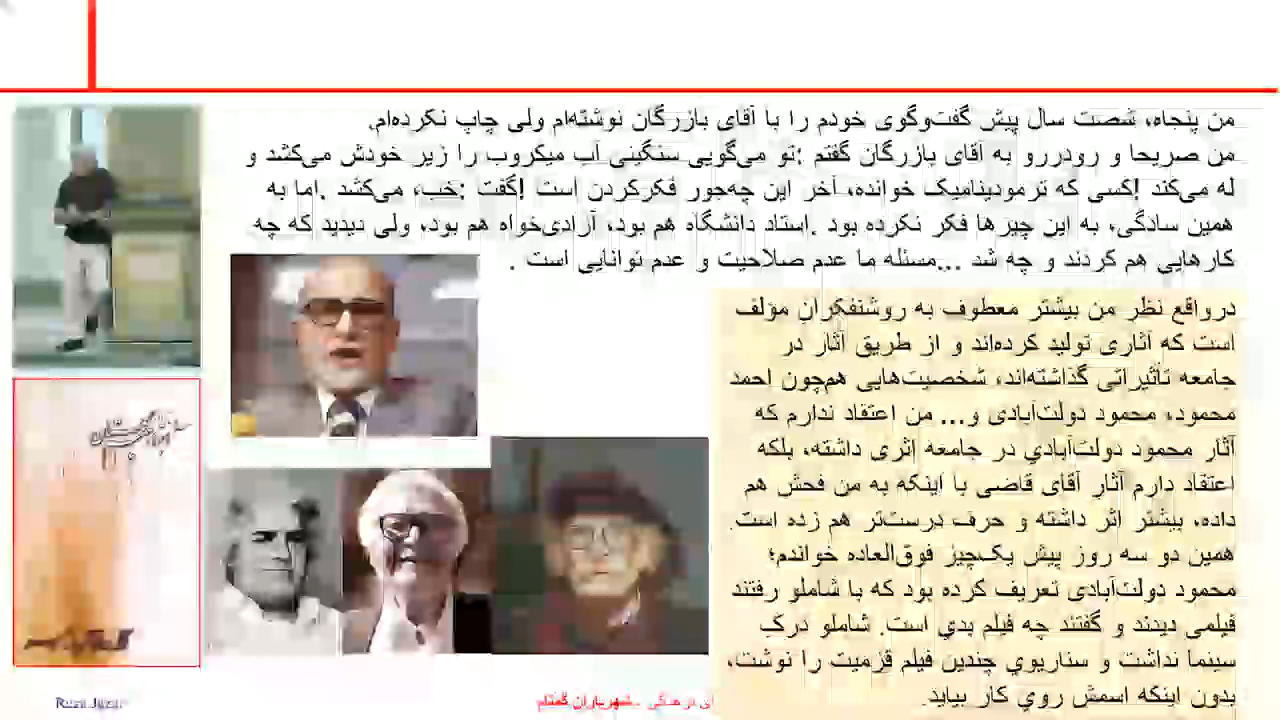 من پنجاه، شصت سال پیش گفت‌وگوی خودم را با آقای بازرگان نوشته‌ام ولی چاپ نکرده‌ام.
من صریحا و رودررو به آقای بازرگان گفتم :تو می‌گویی سنگینی آب میکروب را زیر خودش می‌کشد و
له می‌کند !کسی که ترمودینامیک خوانده، آخر این چه‌جور فکرکردن است !گفت :خب، می‌کشد .اما به
همین سادگی، به این چیزها فکر نکرده بود .استاد دانشگاه هم بود، آزادی‌خواه هم بود، ولی دیدید که چه
کارهایی هم کردند و چه شد ...مسئله ما عدم صلاحیت و عدم توانایی است .
درواقع نظر من بیشتر معطوف به روشنفکران مؤلف
است که آثاری تولید کرده‌اند و از طریق آثار در
جامعه تأثیراتی گذاشته‌اند، شخصیت‌هایی هم‌چون احمد
محمود، محمود دولت‌آبادی و... من اعتقاد ندارم که
آثار محمود دولت‌آبادي در جامعه اثری داشته، بلکه
اعتقاد دارم آثار آقای قاضی با اینکه به من فحش هم
داده، بیشتر اثر داشته و حرف درست‌تر هم زده است.
همین دو سه روز پیش یک‌چیز فوق‌العاده خواندم؛
محمود دولت‌آبادی تعریف کرده بود که با شاملو رفتند
فیلمی دیدند و گفتند چه فیلم بدي است. شاملو درک
سینما نداشت و سناریوي چندین فیلم قزمیت را نوشت،
بدون اینکه اسمش روي کار بیاید.